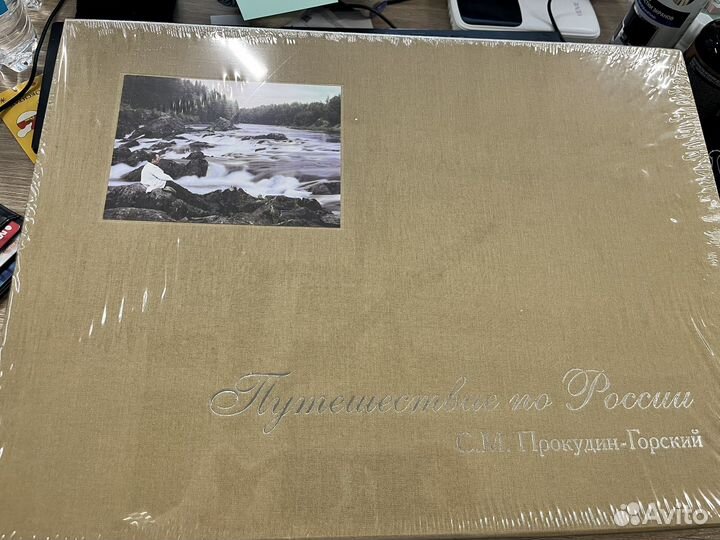 Путешествие по России
С.М. Прокудин-Горский
Avito